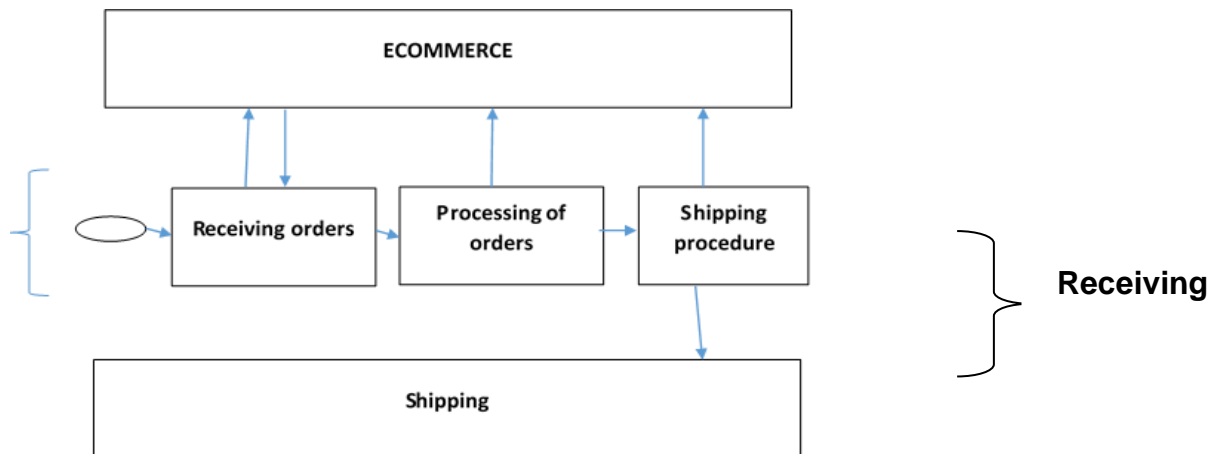 ECOMMERCE
Receiving orders
Processing of
orders
Shipping
procedure
Receiving
Shipping